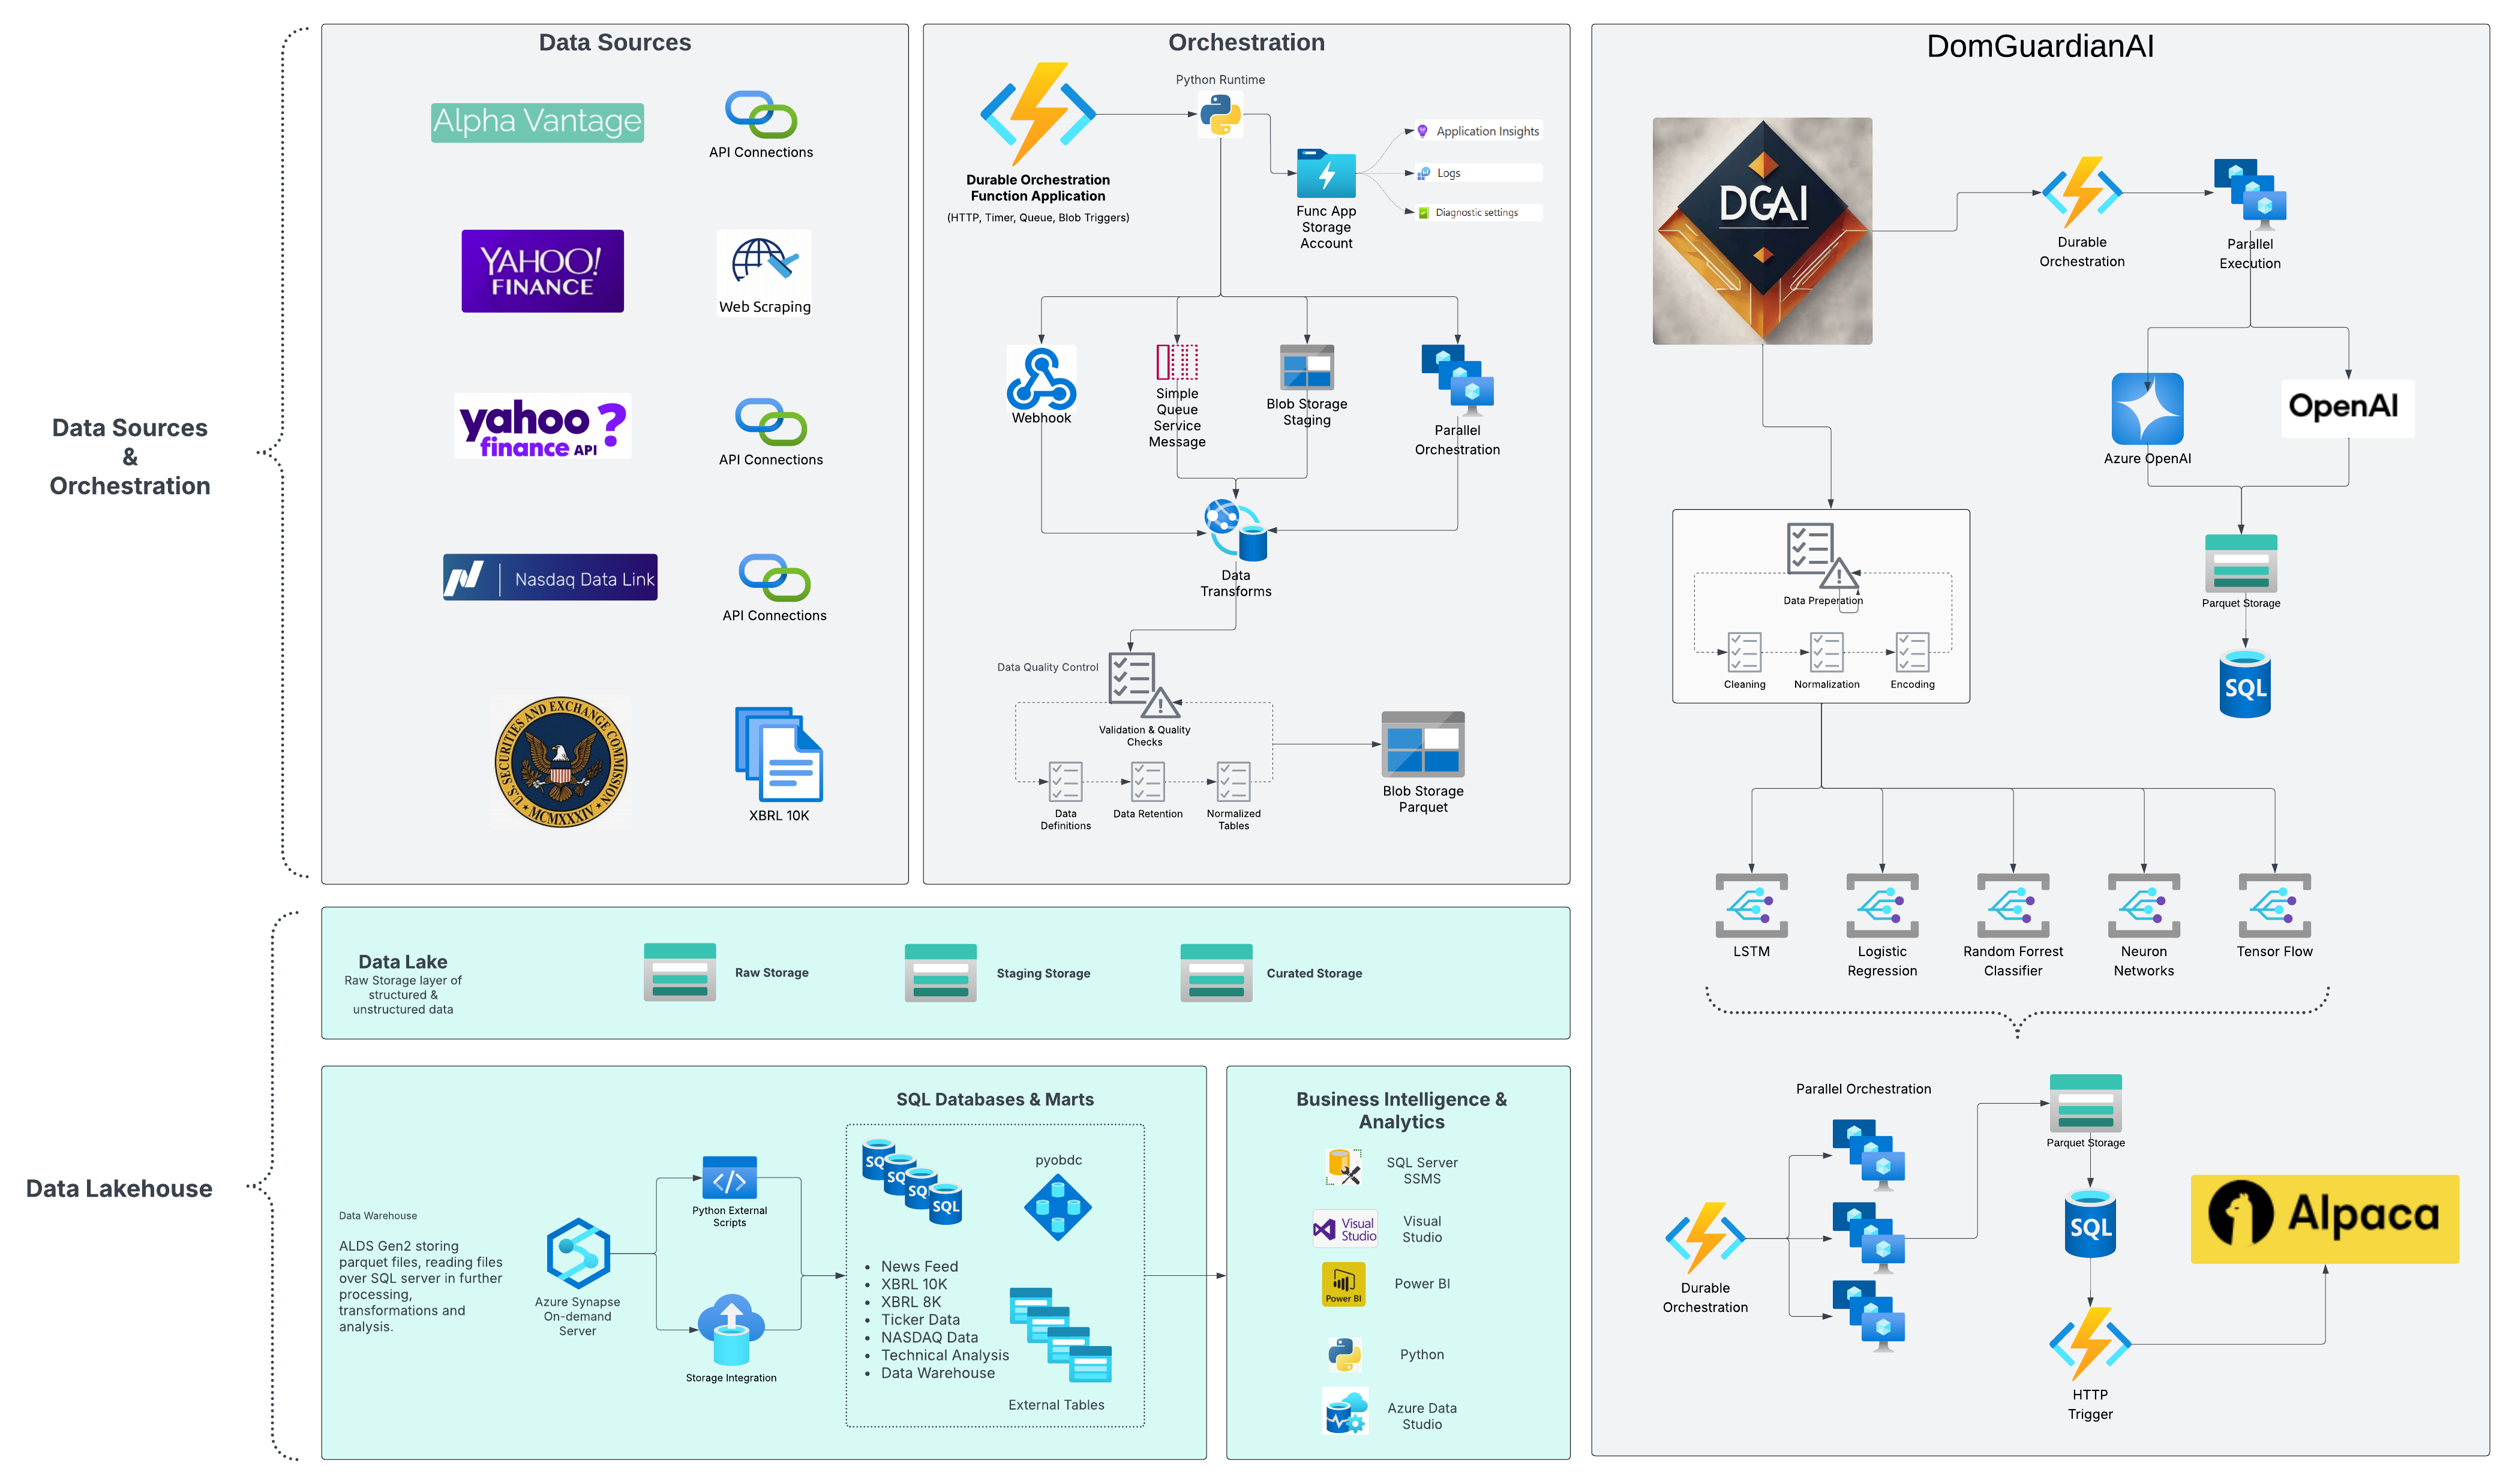 Data Sources
&
Orchestration
Data Lakehouse
Data Sources
Alpha Vantage
API Connections
YAHOO!
FINANCE
Web Scraping
yahoo?
finance API
API Connections
Nasdaq Data Link
API Connections
U.S. SECURITIES AND EXCHANGE COMMISSION
MCMXXXIV
XBRL 10K
Orchestration
Python Runtime
Durable Orchestration
Function Application
(HTTP, Timer, Queue, Blob Triggers)
Application Insights
Logs
Diagnostic settings
Func App
Storage
Account
Webhook
Simple
Queue
Service
Message
Blob Storage
Staging
Parallel
Orchestration
Data
Transforms
Data Quality Control
Validation & Quality
Checks
Data
Definitions
Data Retention
Normalized
Tables
Blob Storage
Parquet
DomGuardianAI
DGAI
Durable
Orchestration
Parallel
Execution
Azure OpenAI
OpenAI
Parquet Storage
SQL
Data Preperation
Cleaning
Normalization
Encoding
LSTM
Logistic
Regression
Random Forrest
Classifier
Neuron
Networks
Tensor Flow
Parallel Orchestration
Durable
Orchestration
Parquet Storage
SQL
HTTP
Trigger
Alpaca
Data Lake
Raw Storage layer of
structured &
unstructured data
Raw Storage
Staging Storage
Curated Storage
Data Warehouse
ALDS Gen2 storing
parquet files, reading files
over SQL server in further
processing,
transformations and
analysis.
Azure Synapse
On-demand
Server
Python External
Scripts
Storage Integration
SQL Databases & Marts
SQ
SQ
SQ
SQL
pyobdc
• News Feed
• XBRL 10K
• XBRL 8K
• Ticker Data
• NASDAQ Data
• Technical Analysis
• Data Warehouse
External Tables
Business Intelligence &
Analytics
SQL Server
SSMS
Visual
Studio
Visual
Studio
Power BI
Power BI
Python
Azure Data
Studio